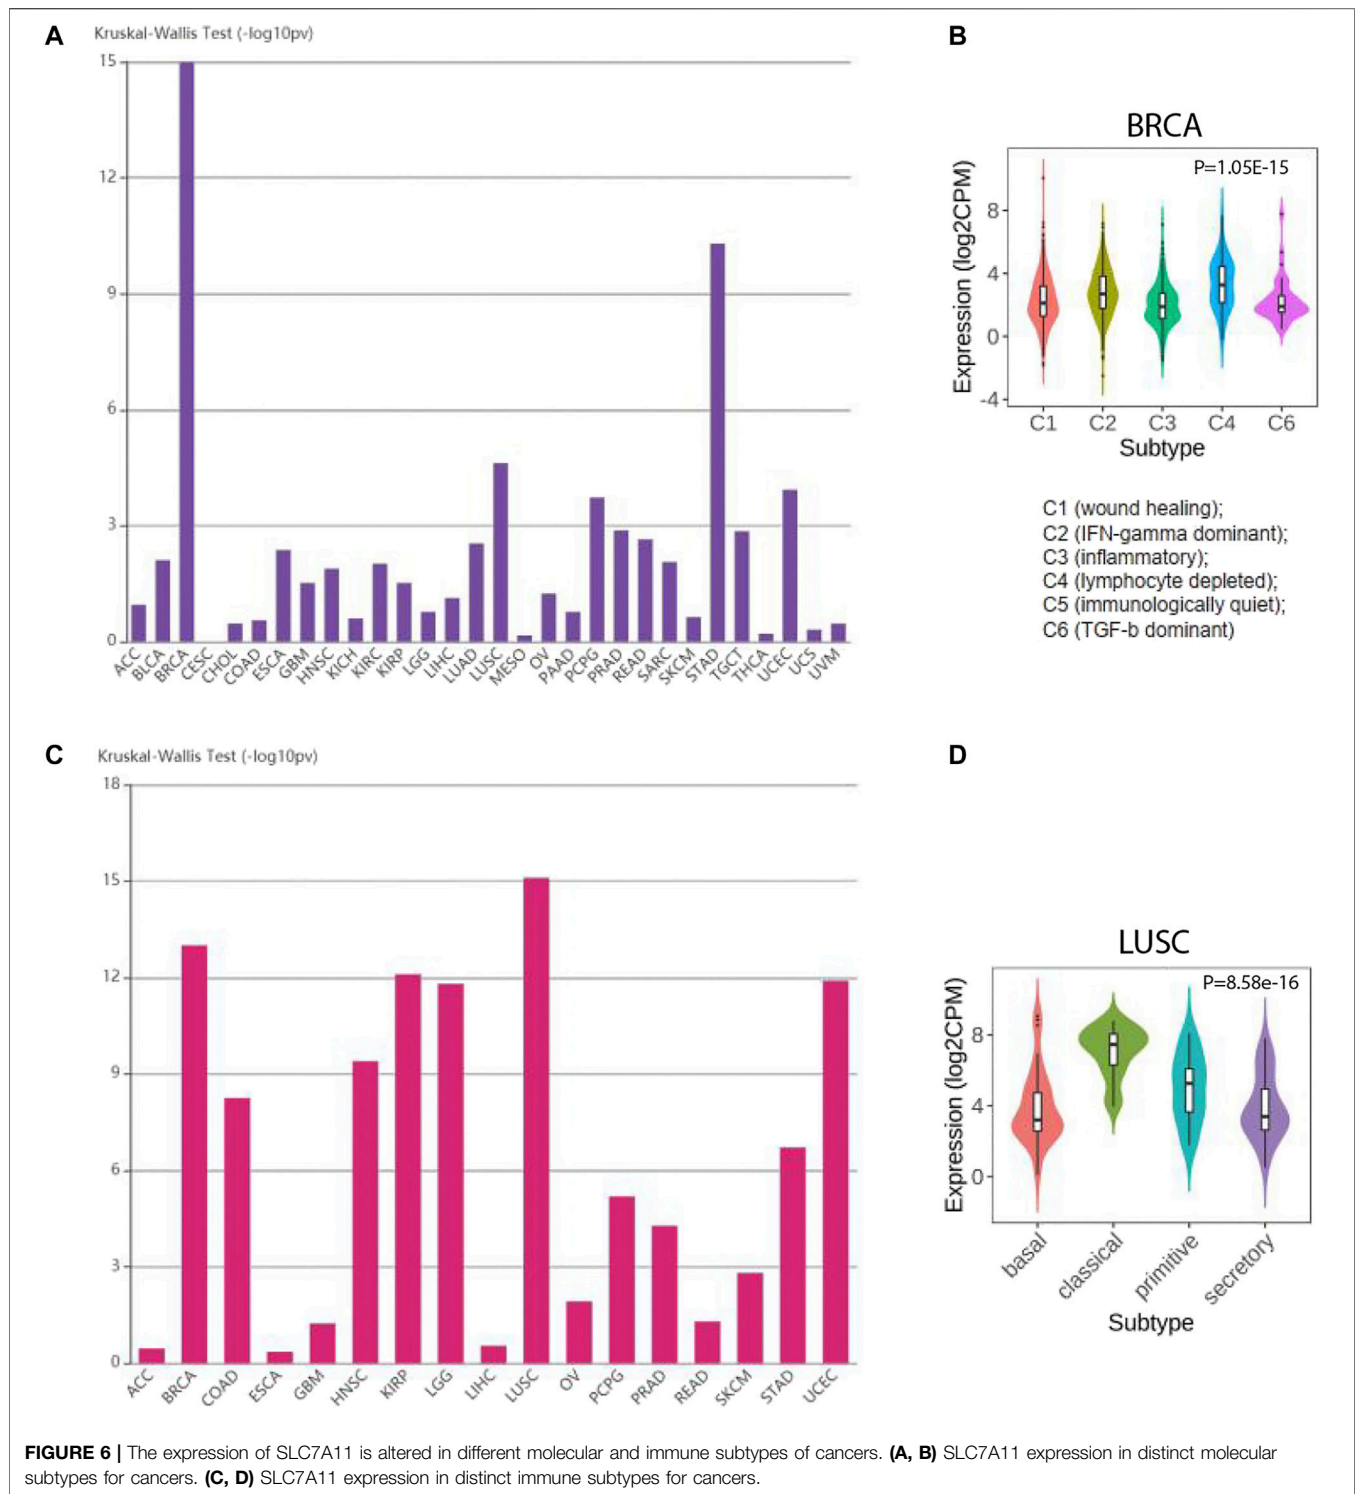 A
Kruskal-Wallis Test (-log10pv)
15
12
9
6
3
0
ACC BLCA BRCA CESC CHOL COAD ESCA GBM HNSC KICH KIRC KIRP LGG LIHC LUAD LUSC MESO OV PAAD PCPG PRAD READ SARC SKCM STAD TGCT THCA UCEC UCS UVM
B
BRCA
P=1.05E-15
Expression (log2CPM)
8
4
0
-4
C1 C2 C3 C4 C6
Subtype
C1 (wound healing);
C2 (IFN-gamma dominant);
C3 (inflammatory);
C4 (lymphocyte depleted);
C5 (immunologically quiet);
C6 (TGF-b dominant)
C
Kruskal-Wallis Test (-log10pv)
18
15
12
9
6
3
0
ACC BRCA COAD ESCA GBM HNSC KIRP LGG LIHC LUSC OV PCPG PRAD READ SKCM STAD UCEC
D
LUSC
P=8.58e-16
Expression (log2CPM)
8
4
0
basal classical primitive secretory
Subtype
FIGURE 6 | The expression of SLC7A11 is altered in different molecular and immune subtypes of cancers. (A, B) SLC7A11 expression in distinct molecular
subtypes for cancers. (C, D) SLC7A11 expression in distinct immune subtypes for cancers.